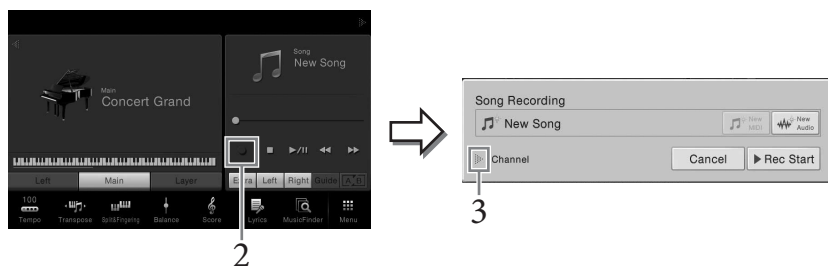 Song
New Song
Main
Concert Grand
Left Main Layer
Extra Left Right Guide
100
Tempo Transpose Split&Fingering Balance Score Lyrics MusicFinder Menu
2
Song Recording
New Song
New MIDI
New Audio
Channel
Cancel
Rec Start
3